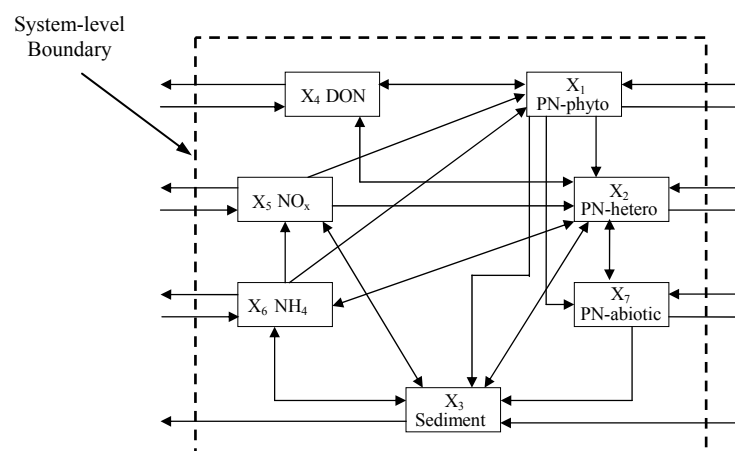 System-level
Boundary
X₄ DON
X₁
PN-phyto
X₅ NOₓ
X₂
PN-hetero
X₆ NH₄
X₇
PN-abiotic
X₃
Sediment